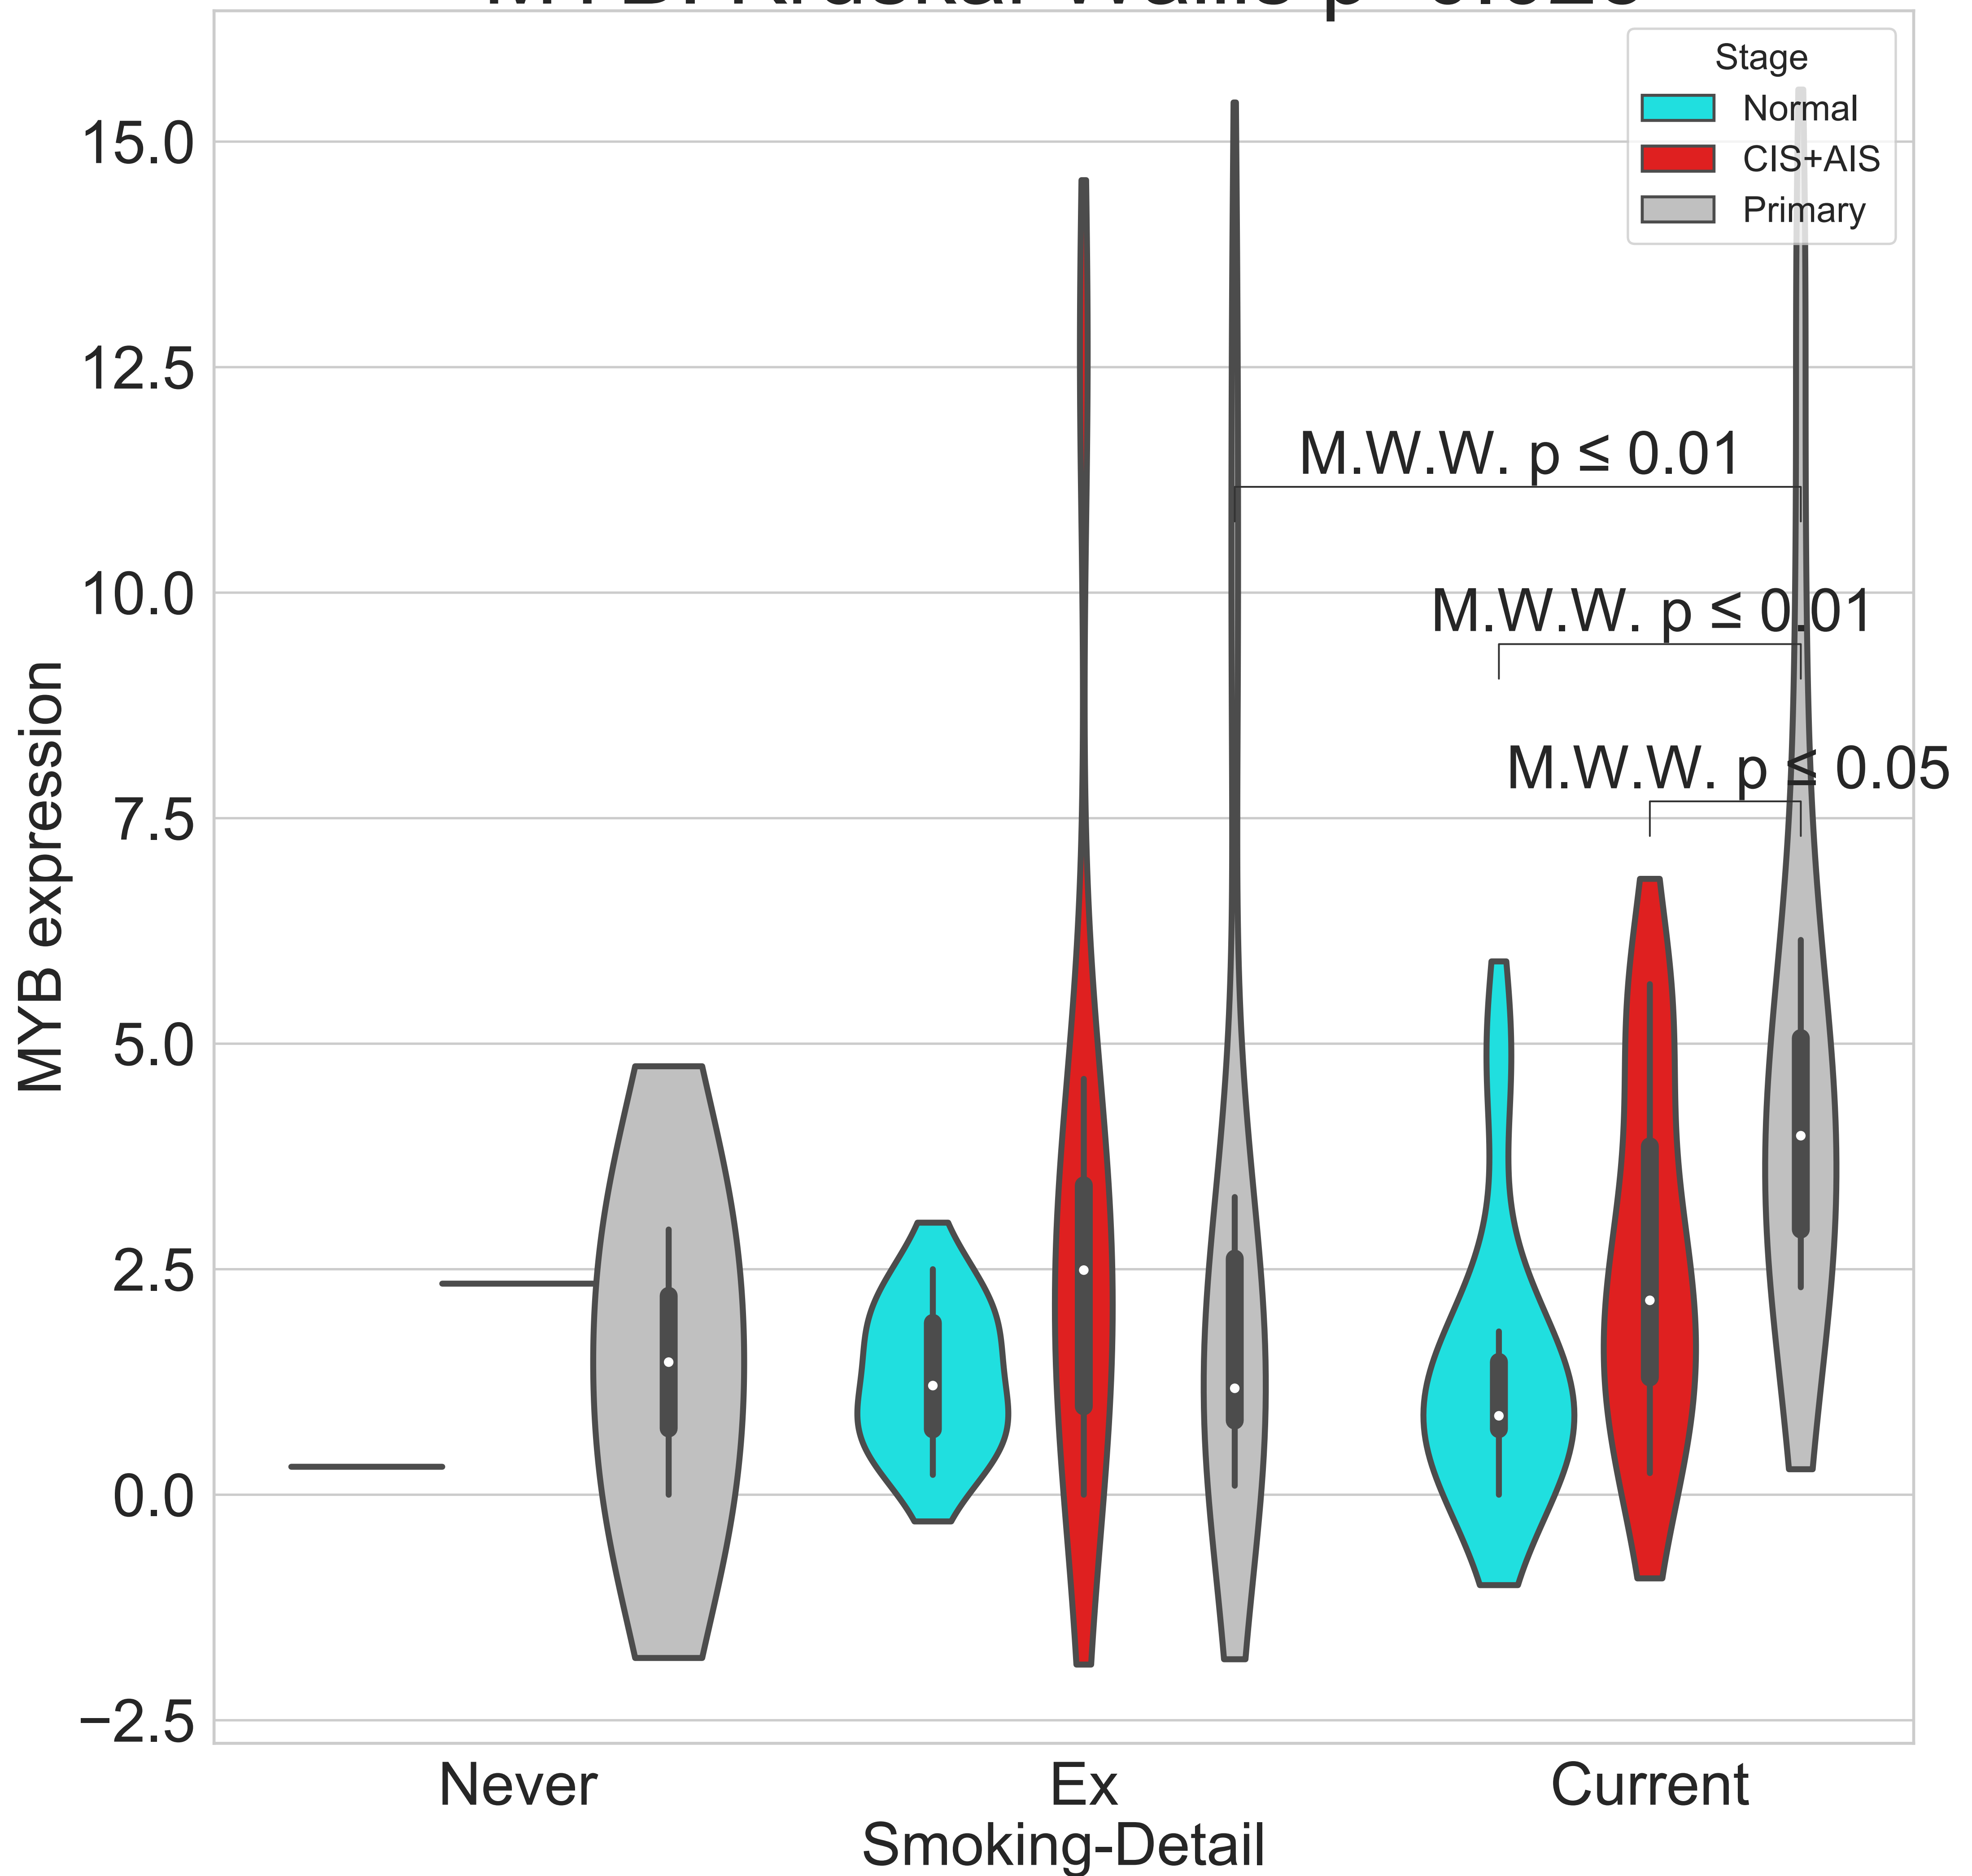 Stage
Normal
CIS+AIS
Primary
15.0
12.5
10.0
7.5
5.0
2.5
0.0
−2.5
MYB expression
M.W.W. p ≤ 0.01
M.W.W. p ≤ 0.01
M.W.W. p ≤ 0.05
Never
Ex
Current
Smoking-Detail